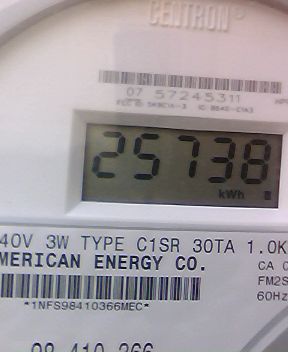 CENTRON®
07 57245311
25738
kWh
40V 3W TYPE C1SR 30TA 1.0K
MERICAN ENERGY CO.
CA 0
FM2S
60Hz
*1NFS98410366MEC*
98 410 366